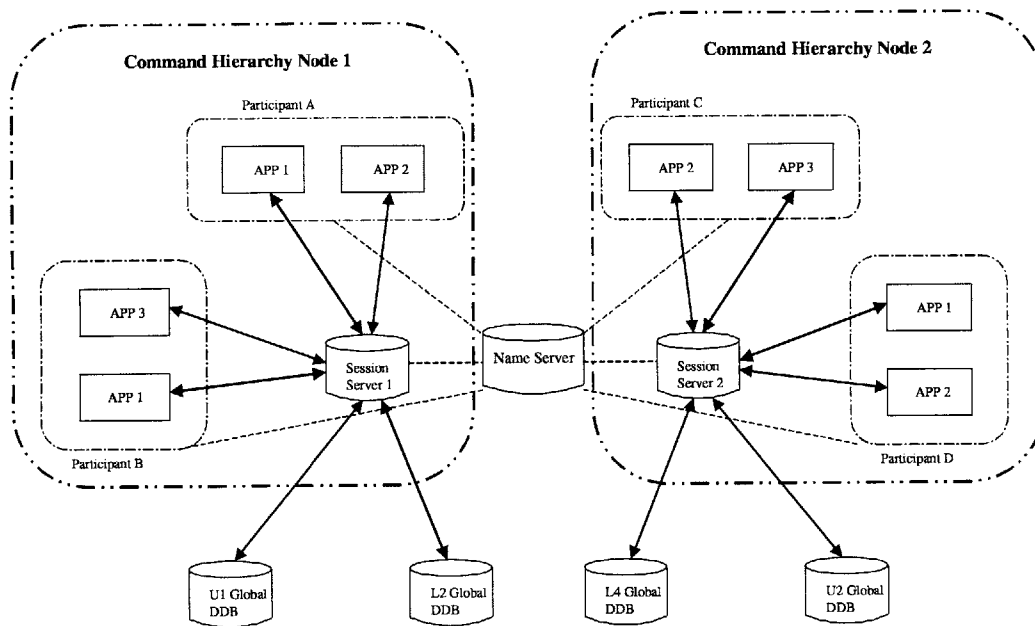 Command Hierarchy Node 1
Command Hierarchy Node 2
Participant A
Participant C
APP 1
APP 2
APP 2
APP 3
APP 3
APP 1
APP 1
APP 2
Session
Server 1
Name Server
Session
Server 2
Participant B
Participant D
U1 Global
DDB
L2 Global
DDB
L4 Global
DDB
U2 Global
DDB